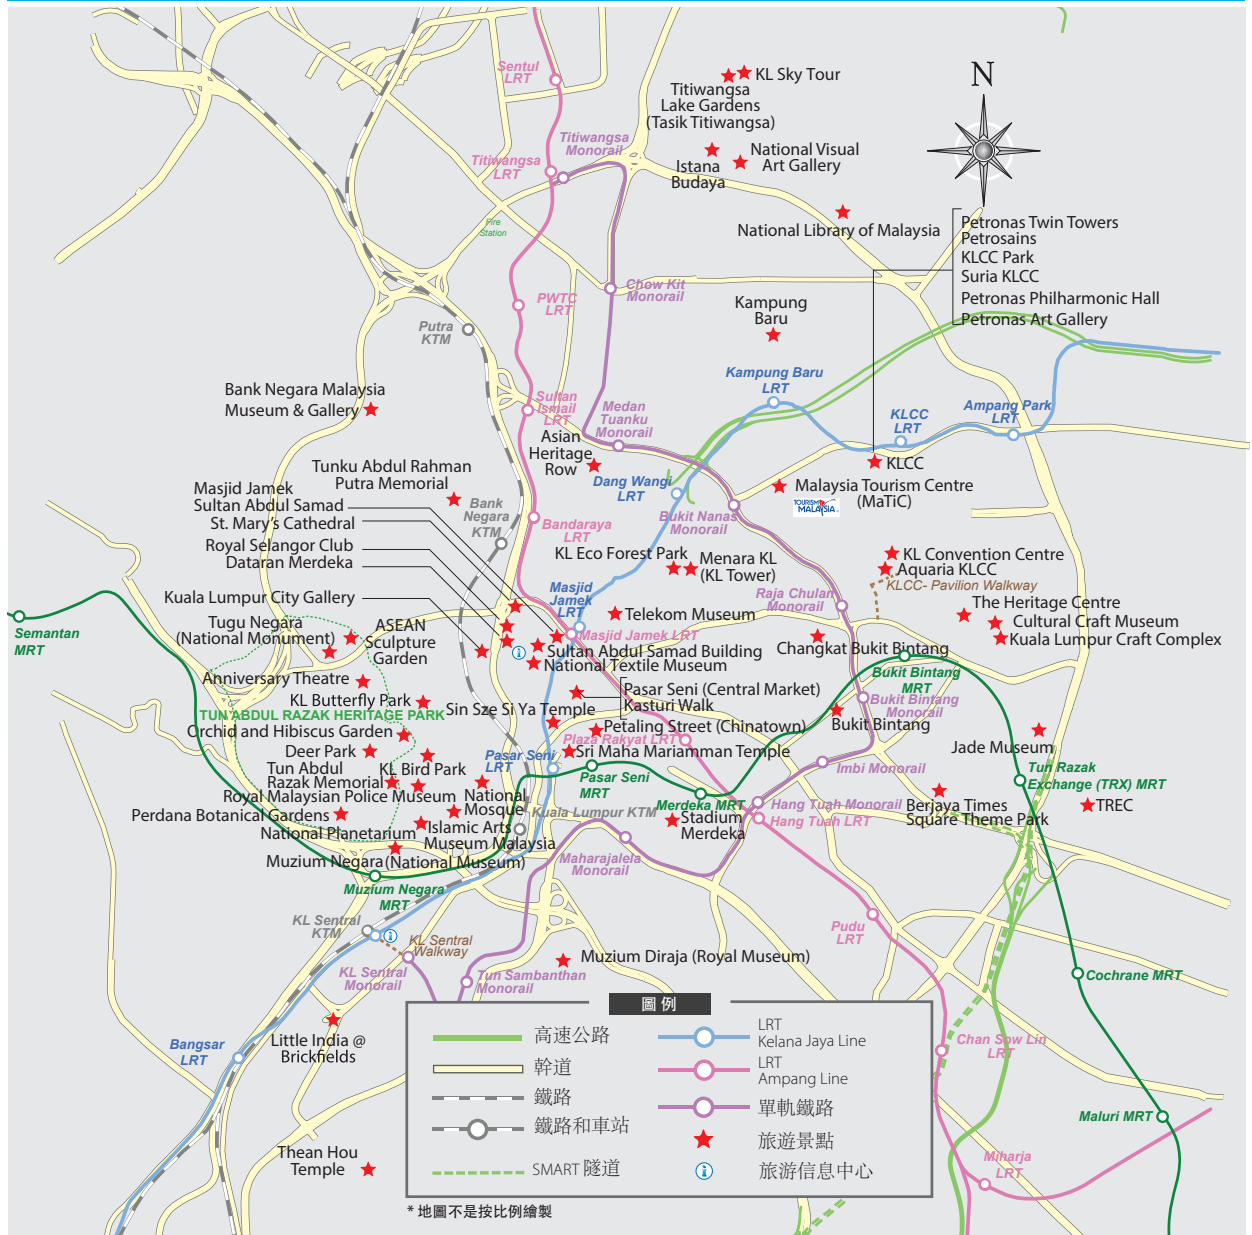 Sentul
LRT
KL Sky Tour
Titiwangsa
Lake Gardens
(Tasik Titiwangsa)
N
Titiwangsa
Monorail
Titiwangsa
LRT
Istana
Budaya
National Visual
Art Gallery
Fire
Station
National Library of Malaysia
Petronas Twin Towers
Petrosains
KLCC Park
Suria KLCC
Petronas Philharmonic Hall
Petronas Art Gallery
Chow Kit
Monorail
PWTC
LRT
Putra
KTM
Kampung
Baru
Kampung Baru
LRT
Bank Negara Malaysia
Museum & Gallery
Sultan
Ismail
LRT
Medan
Tuanku
Monorail
KLCC
LRT
Ampang Park
LRT
Asian
Heritage
Row
KLCC
Tunku Abdul Rahman
Putra Memorial
Dang Wangi
LRT
Malaysia Tourism Centre
(MaTiC)
TOURISM
MALAYSIA
Masjid Jamek
Sultan Abdul Samad
St. Mary's Cathedral
Royal Selangor Club
Dataran Merdeka
Kuala Lumpur City Gallery
Bank
Negara
KTM
Bandaraya
LRT
Bukit Nanas
Monorail
KL Eco Forest Park
Menara KL
(KL Tower)
KL Convention Centre
Aquaria KLCC
KLCC- Pavilion Walkway
Masjid
Jamek
LRT
Raja Chulan
Monorail
The Heritage Centre
Cultural Craft Museum
Kuala Lumpur Craft Complex
Semantan
MRT
Tugu Negara
(National Monument)
ASEAN
Sculpture
Garden
Telekom Museum
Masjid Jamek LRT
Sultan Abdul Samad Building
National Textile Museum
Changkat Bukit Bintang
Bukit Bintang
MRT
Anniversary Theatre
KL Butterfly Park
TUN ABDUL RAZAK HERITAGE PARK
Sin Sze Si Ya Temple
Pasar Seni (Central Market)
Kasturi Walk
Bukit Bintang
Monorail
Bukit Bintang
Orchid and Hibiscus Garden
Petaling Street (Chinatown)
Plaza Rakyat LRT
Jade Museum
Deer Park
KL Bird Park
Pasar Seni
LRT
Sri Maha Mariamman Temple
Tun Abdul
Razak Memorial
Royal Malaysian Police Museum
Pasar Seni
MRT
Imbi Monorail
Tun Razak
Exchange (TRX) MRT
National
Mosque
Merdeka MRT
Hang Tuah Monorail
Hang Tuah LRT
Berjaya Times
Square Theme Park
TREC
Perdana Botanical Gardens
National Planetarium
Kuala Lumpur KTM
Stadium
Merdeka
Islamic Arts
Museum Malaysia
Muzium Negara (National Museum)
Maharajalela
Monorail
Muzium Negara
MRT
KL Sentral
KTM
KL Sentral
Walkway
Pudu
LRT
Muzium Diraja (Royal Museum)
KL Sentral
Monorail
Tun Sambanthan
Monorail
Cochrane MRT
Bangsar
LRT
Little India @
Brickfields
Chan Sow Lin
LRT
Maluri MRT
Thean Hou
Temple
Miharja
LRT
圖例
高速公路
幹道
鐵路
鐵路和車站
SMART 隧道
LRT
Kelana Jaya Line
LRT
Ampang Line
單軌鐵路
旅遊景點
旅游信息中心
* 地圖不是按比例繪製